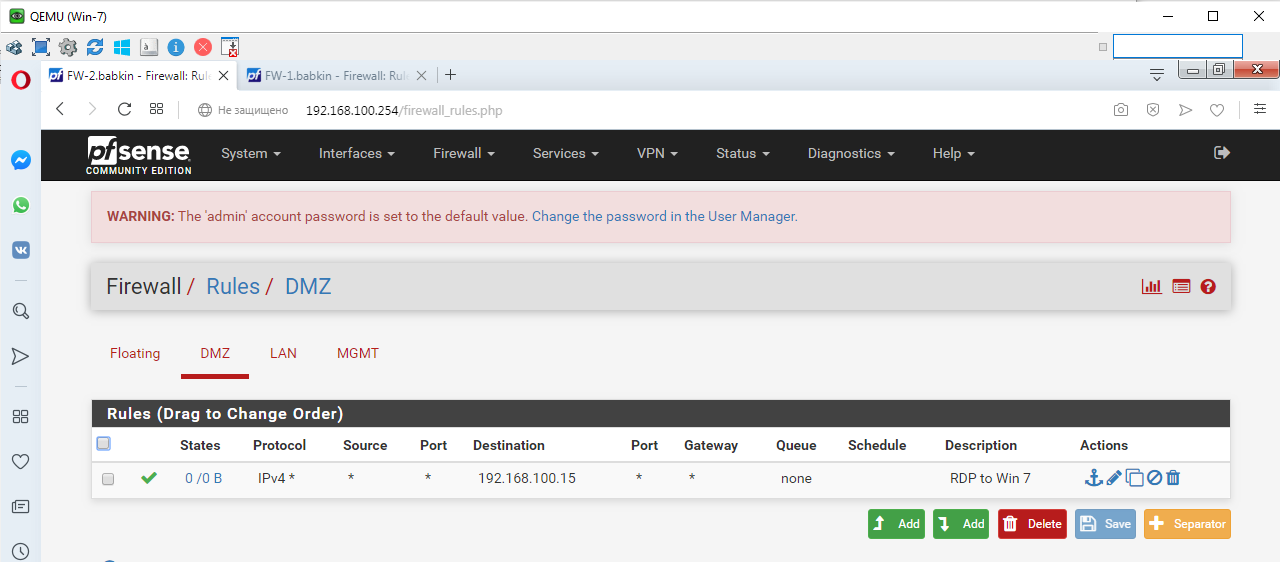 QEMU (Win-7)
FW-2.babkin - Firewall: Rul
FW-1.babkin - Firewall: Rul
Не защищено 192.168.100.254/firewall_rules.php
pfsense
COMMUNITY EDITION
System Interfaces Firewall Services VPN Status Diagnostics Help
WARNING: The 'admin' account password is set to the default value. Change the password in the User Manager.
Firewall / Rules / DMZ
Floating DMZ LAN MGMT
Rules (Drag to Change Order)
States Protocol Source Port Destination Port Gateway Queue Schedule Description Actions
0 /0 B IPv4 * * * 192.168.100.15 * * none RDP to Win 7
Add Add Delete Save Separator